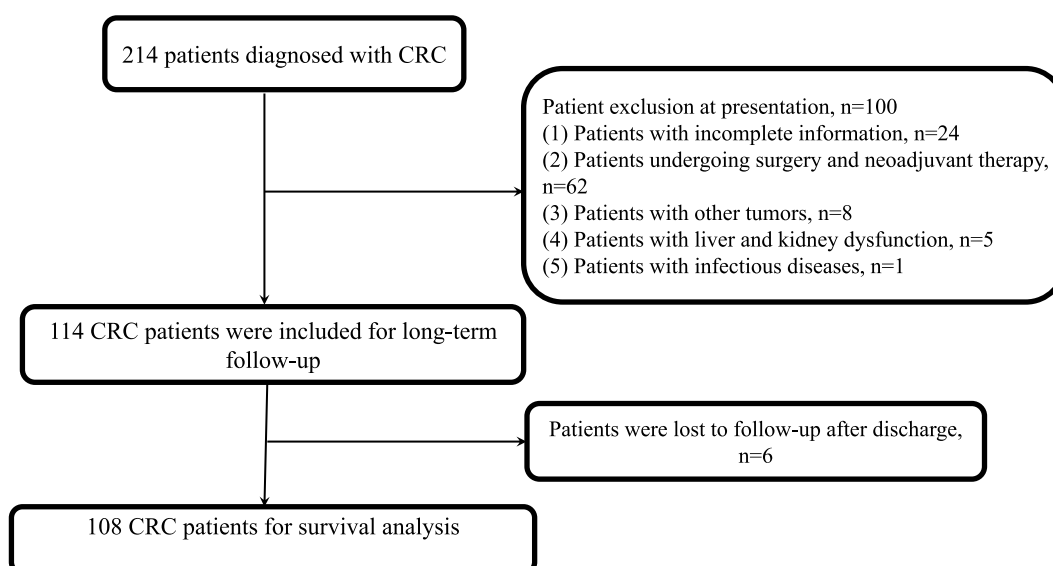 214 patients diagnosed with CRC
Patient exclusion at presentation, n=100
(1) Patients with incomplete information, n=24
(2) Patients undergoing surgery and neoadjuvant therapy,
n=62
(3) Patients with other tumors, n=8
(4) Patients with liver and kidney dysfunction, n=5
(5) Patients with infectious diseases, n=1
114 CRC patients were included for long-term
follow-up
Patients were lost to follow-up after discharge,
n=6
108 CRC patients for survival analysis